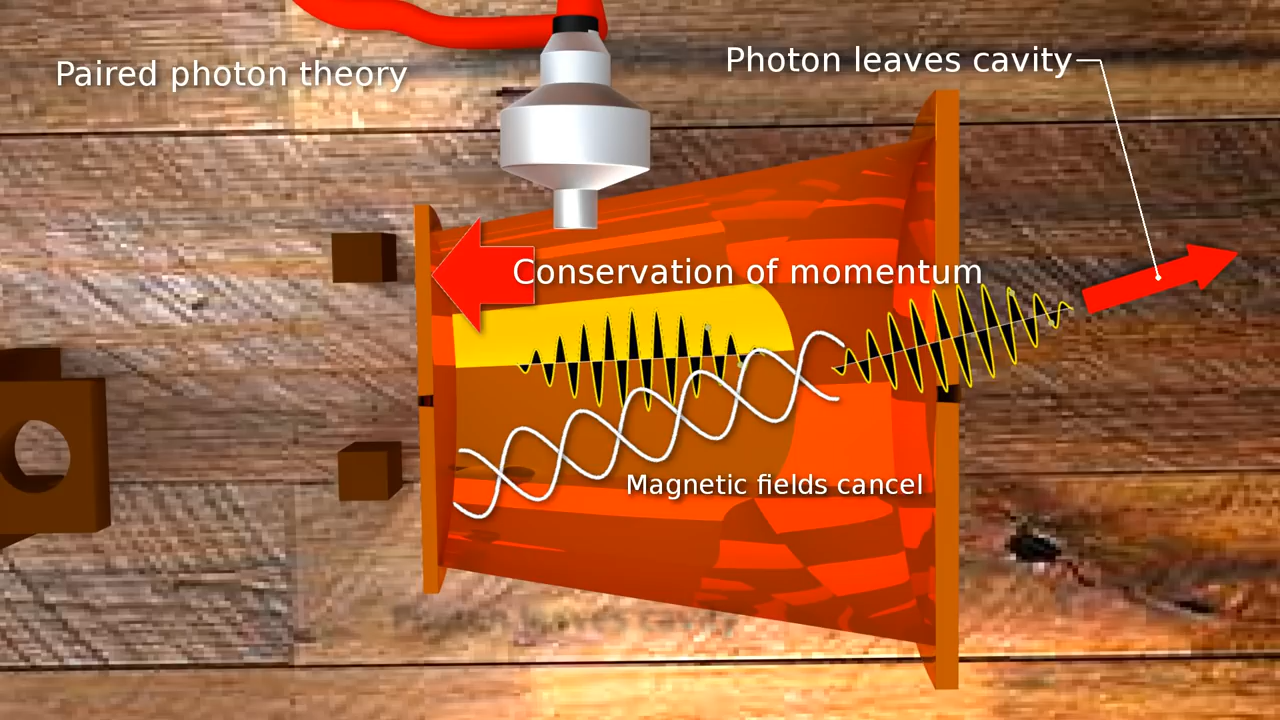 Paired photon theory
Photon leaves cavity
Conservation of momentum
Magnetic fields cancel